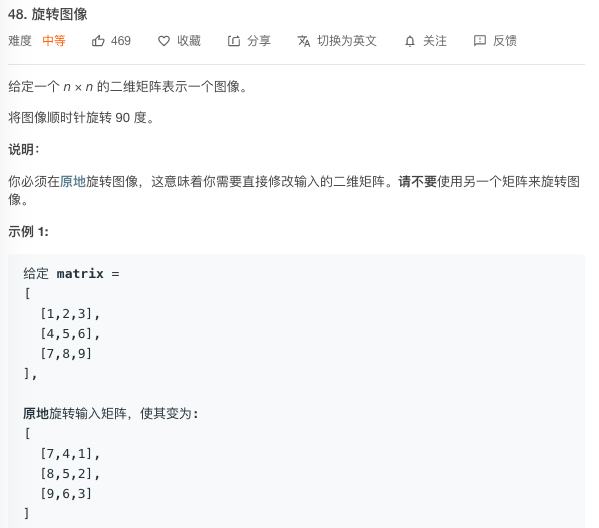 48. 旋转图像
难度 中等 469 收藏 分享 切换为英文 关注 反馈
给定一个 n × n 的二维矩阵表示一个图像。
将图像顺时针旋转 90 度。
说明：
你必须在原地旋转图像，这意味着你需要直接修改输入的二维矩阵。请不要使用另一个矩阵来旋转图
像。
示例 1:
给定 matrix =
[
[1,2,3],
[4,5,6],
[7,8,9]
],
原地旋转输入矩阵，使其变为:
[
[7,4,1],
[8,5,2],
[9,6,3]
]